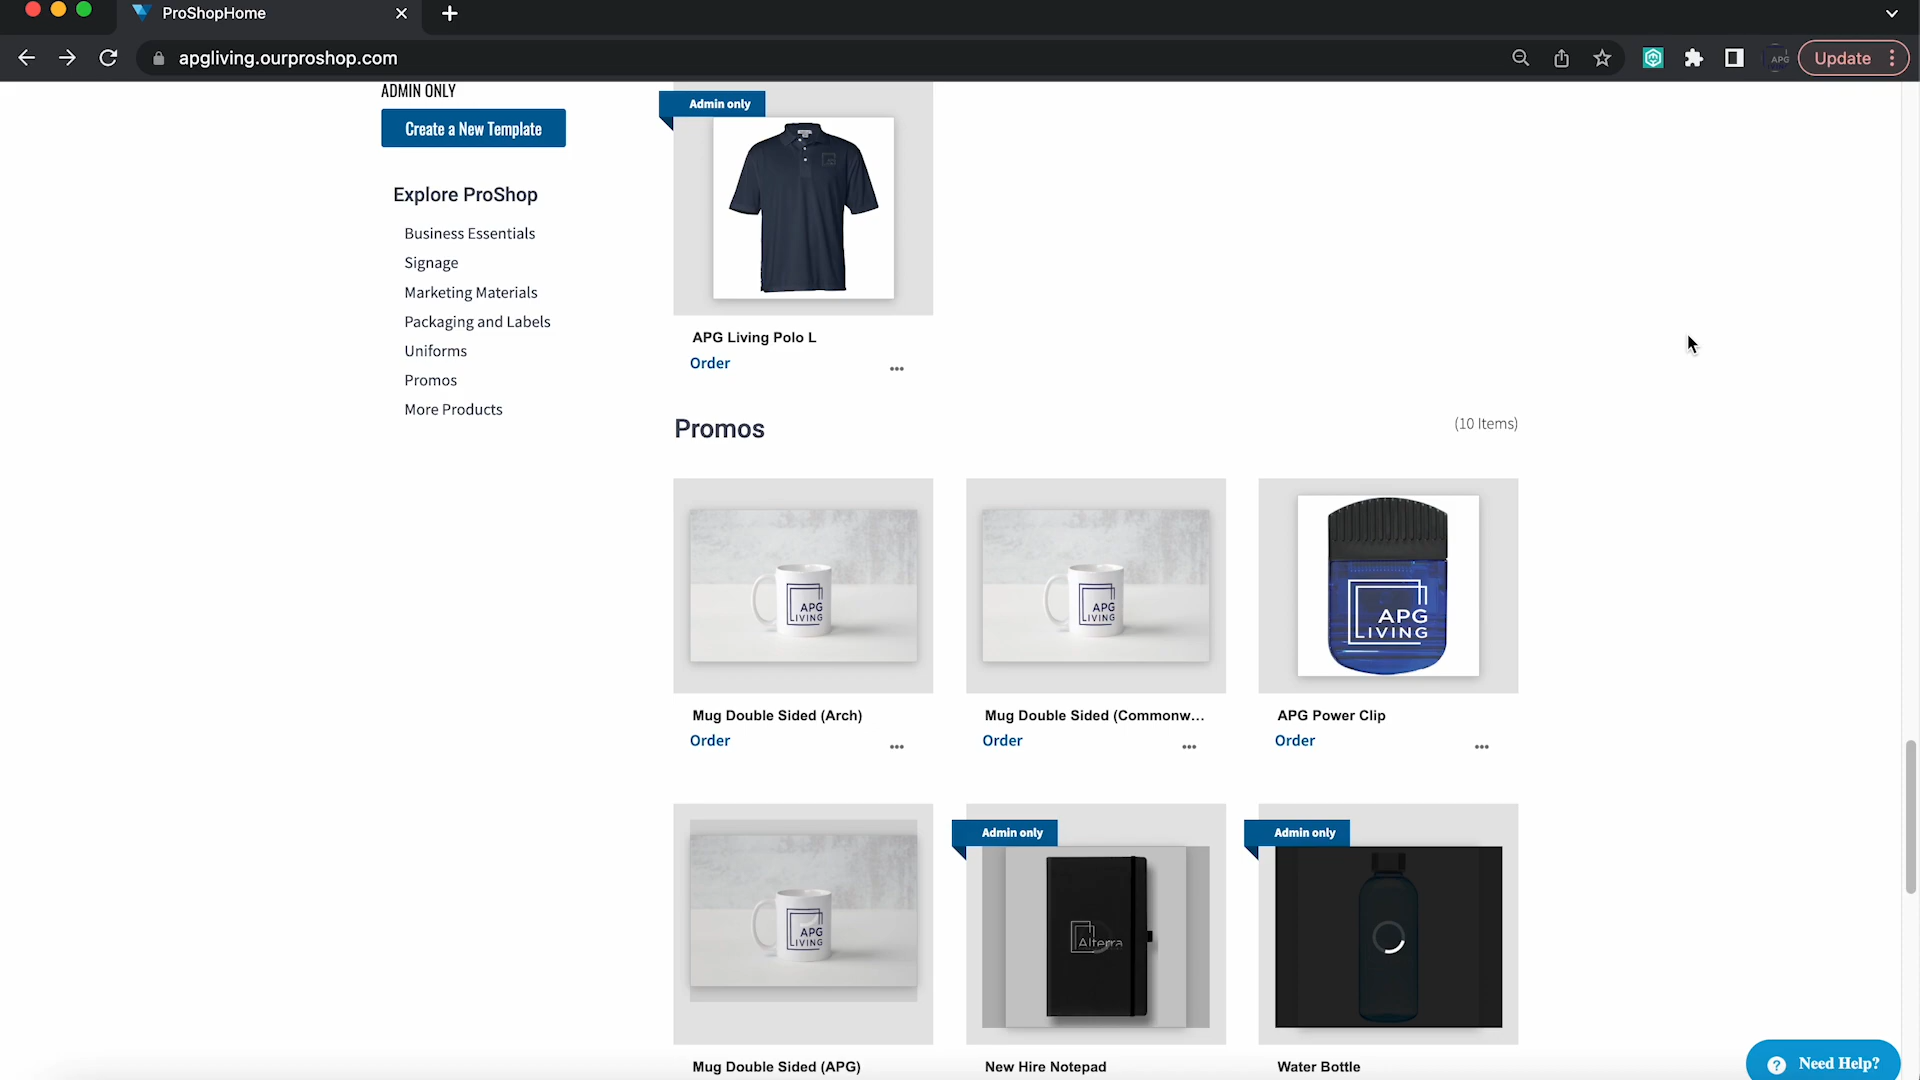 ProShopHome
apgliving.ourproshop.com
APG
Update
ADMIN ONLY
Create a New Template
Explore ProShop
Business Essentials
Signage
Marketing Materials
Packaging and Labels
Uniforms
Promos
More Products
Admin only
APG Living Polo L
Order
Promos
(10 Items)
APG
LIVING
APG
LIVING
APG
LIVING
Mug Double Sided (Arch)
Order
Mug Double Sided (Commonw...
Order
APG Power Clip
Order
APG
LIVING
Admin only
Alterra
Admin only
Mug Double Sided (APG)
New Hire Notepad
Water Bottle
Need Help?